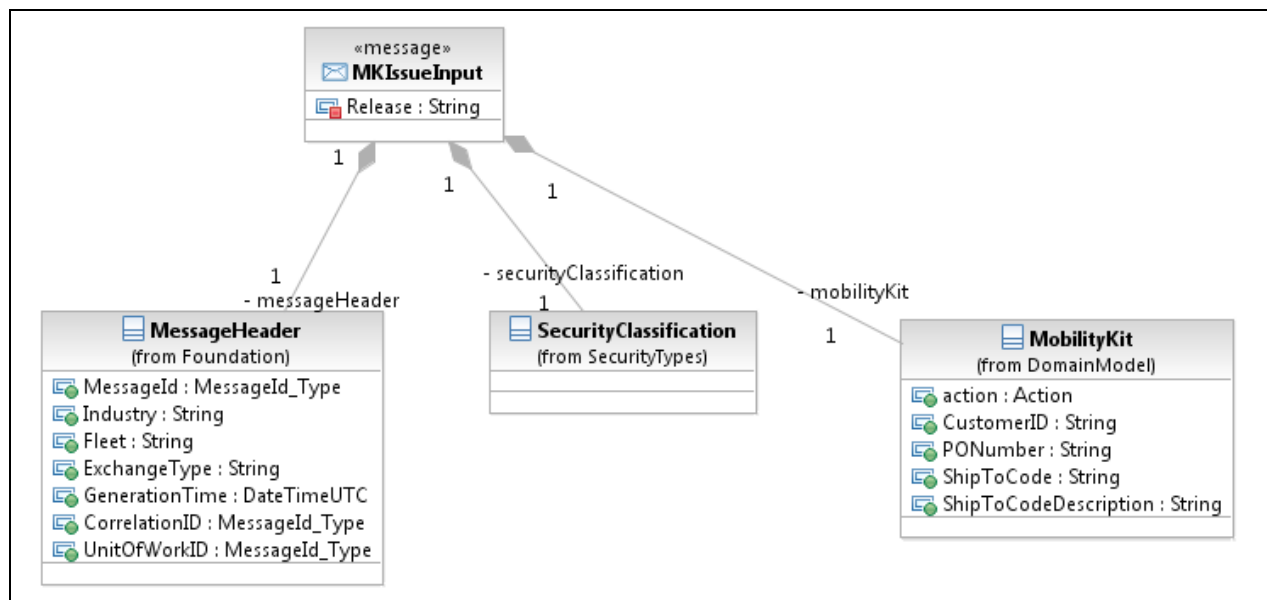 «message»
MKIssueInput
Release : String
1
1
1
- securityClassification
1
- messageHeader
- mobilityKit
1
1
MessageHeader
(from Foundation)
MessageId : MessageId_Type
Industry : String
Fleet : String
ExchangeType : String
GenerationTime : DateTimeUTC
CorrelationID : MessageId_Type
UnitOfWorkID : MessageId_Type
SecurityClassification
(from SecurityTypes)
MobilityKit
(from DomainModel)
action : Action
CustomerID : String
PONumber : String
ShipToCode : String
ShipToCodeDescription : String